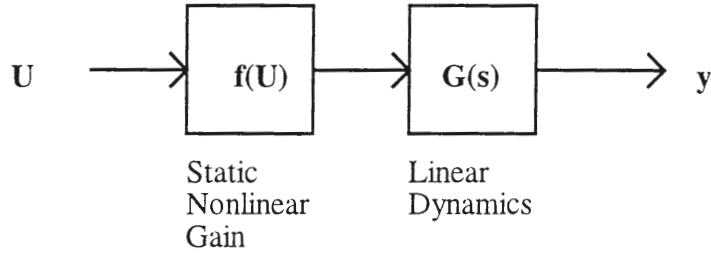 U
f(U)
G(s)
y
Static
Nonlinear
Gain
Linear
Dynamics